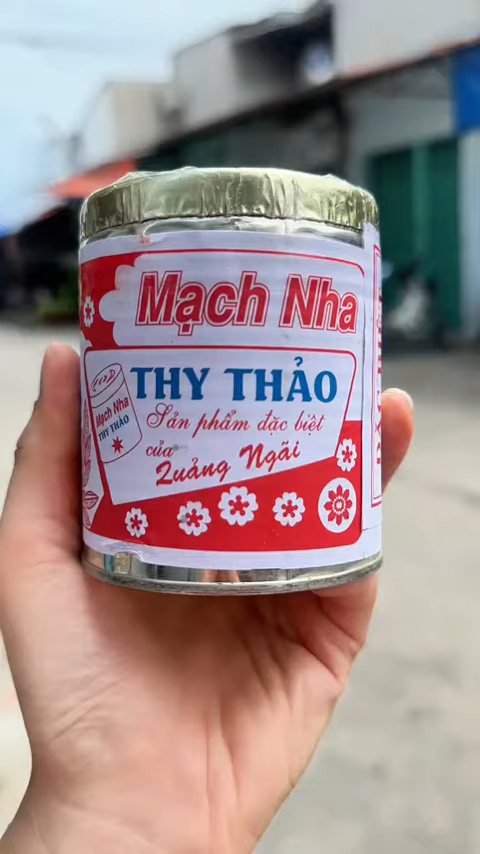 Mạch Nha
THY THẢO
Sản phẩm đặc biệt
của
Quảng Ngãi
Mạch Nha
THY THẢO